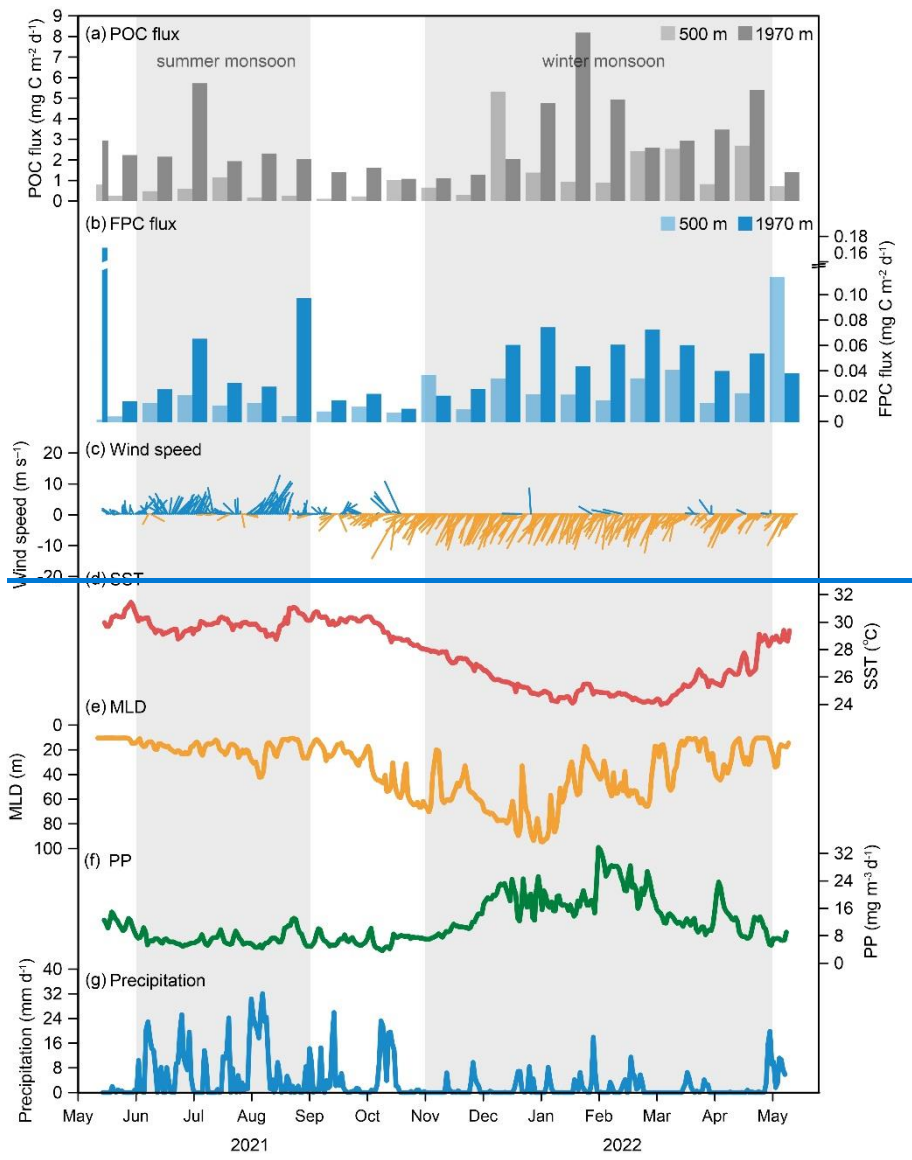 (a) POC flux
500 m
1970 m
summer monsoon
winter monsoon
POC flux (mg C m⁻² d⁻¹)
9
8
7
6
5
4
3
2
1
0
(b) FPC flux
500 m
1970 m
FPC flux (mg C m⁻² d⁻¹)
0.18
0.16
0.10
0.08
0.06
0.04
0.02
0
(c) Wind speed
Wind speed (m s⁻¹)
20
10
0
-10
-20
(d) SST
SST (°C)
32
30
28
26
24
(e) MLD
MLD (m)
0
20
40
60
80
100
(f) PP
PP (mg m⁻³ d⁻¹)
32
24
16
8
0
(g) Precipitation
Precipitation (mm d⁻¹)
40
32
24
16
8
0
May Jun Jul Aug Sep Oct Nov Dec Jan Feb Mar Apr May
2021 2022